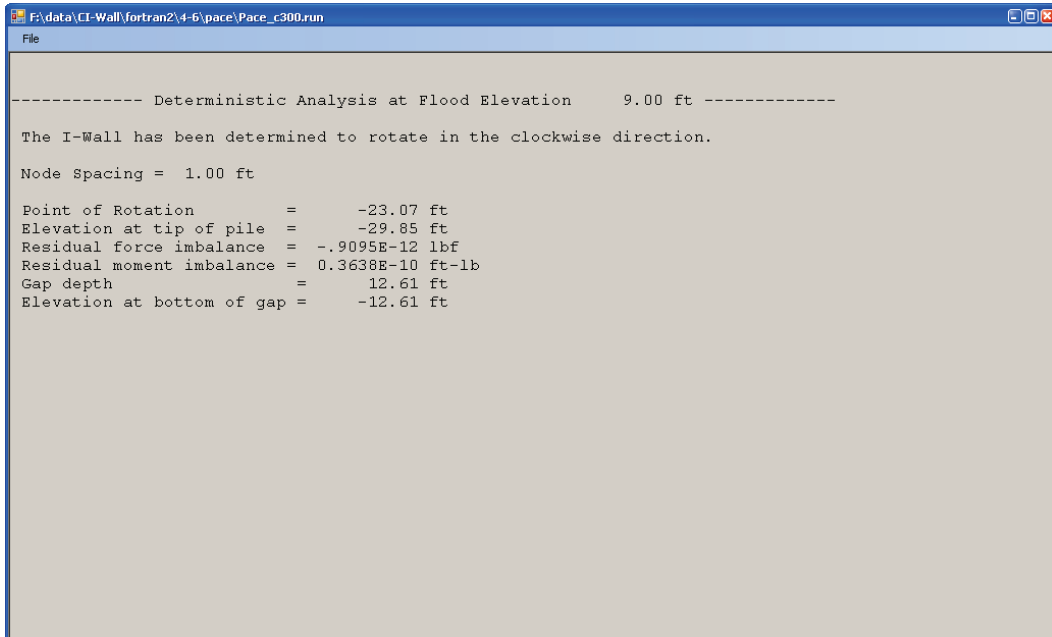 F:\data\CI-Wall\fortran2\4-6\pace\Pace_c300.run
File
------------- Deterministic Analysis at Flood Elevation     9.00 ft -------------
The I-Wall has been determined to rotate in the clockwise direction.
Node Spacing =  1.00 ft
Point of Rotation         =      -23.07 ft
Elevation at tip of pile  =      -29.85 ft
Residual force imbalance  =  -.9095E-12 lbf
Residual moment imbalance =  0.3638E-10 ft-lb
Gap depth                  =       12.61 ft
Elevation at bottom of gap =      -12.61 ft